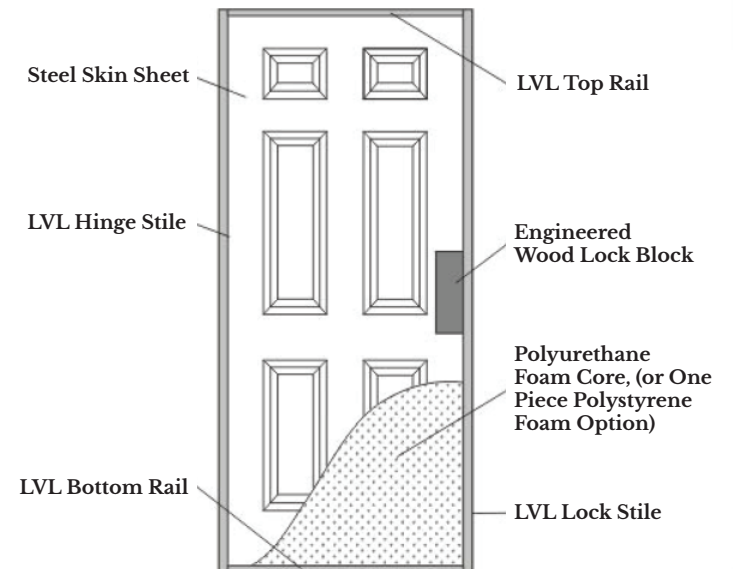 Steel Skin Sheet
LVL Top Rail
LVL Hinge Stile
Engineered
Wood Lock Block
Polyurethane
Foam Core, (or One
Piece Polystyrene
Foam Option)
LVL Bottom Rail
LVL Lock Stile